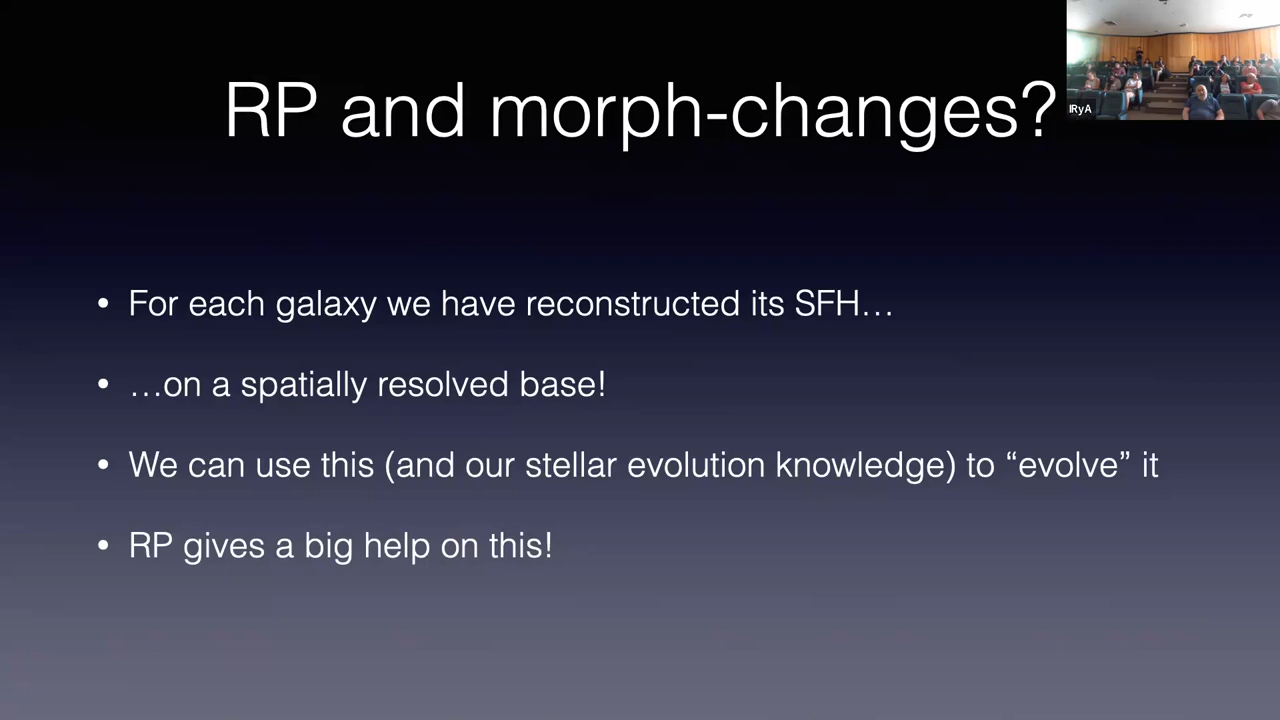 RP and morph-changes?
IRyA
• For each galaxy we have reconstructed its SFH…
• …on a spatially resolved base!
• We can use this (and our stellar evolution knowledge) to “evolve” it
• RP gives a big help on this!